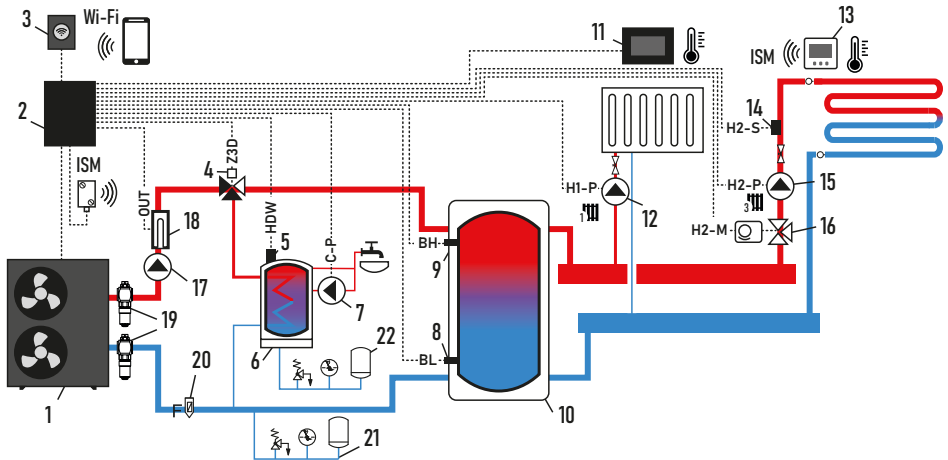 3
Wi-Fi
11
13
ISM
2
14
H2-S
4
Z3D
ISM
OUT
H1-P
1
12
H2-P
3
15
18
HDW
5
C-P
BH
9
H2-M
16
17
7
19
8
BL
6
22
20
1
10
21